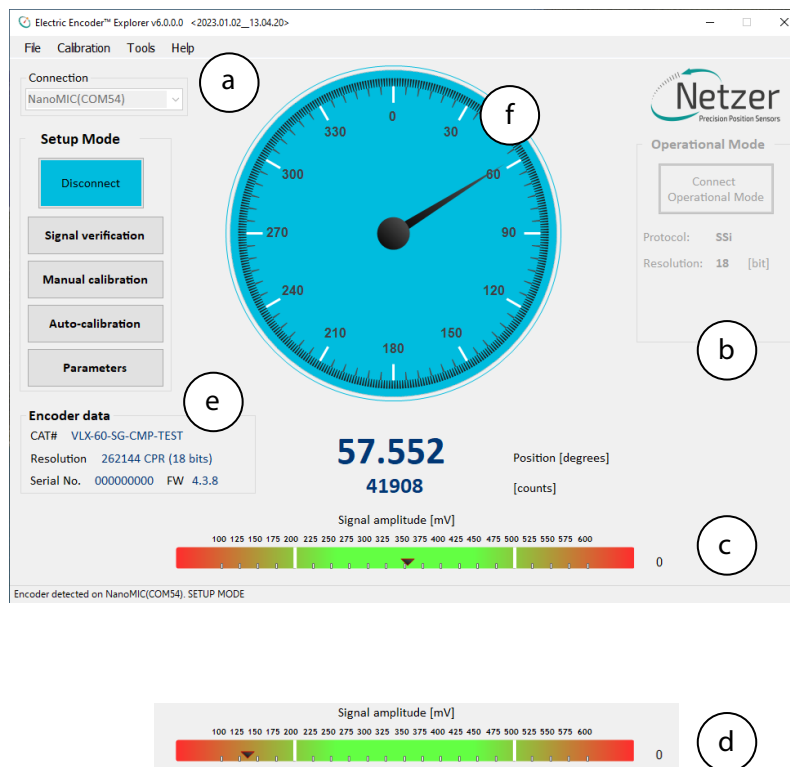 Electric Encoder™ Explorer v6.0.0.0 <2023.01.02__13.04.20>
File Calibration Tools Help
Connection
NanoMIC(COM54)
a
f
Netzer
Precision Position Sensors
Setup Mode
Disconnect
Signal verification
Manual calibration
Auto-calibration
Parameters
0
30
60
90
120
150
180
210
240
270
300
330
Operational Mode
Connect
Operational Mode
Protocol: SSi
Resolution: 18 [bit]
b
e
Encoder data
CAT# VLX-60-SG-CMP-TEST
Resolution 262144 CPR (18 bits)
Serial No. 000000000 FW 4.3.8
57.552 Position [degrees]
41908 [counts]
Signal amplitude [mV]
100 125 150 175 200 225 250 275 300 325 350 375 400 425 450 475 500 525 550 575 600
0
c
Encoder detected on NanoMIC(COM54). SETUP MODE
Signal amplitude [mV]
100 125 150 175 200 225 250 275 300 325 350 375 400 425 450 475 500 525 550 575 600
0
d